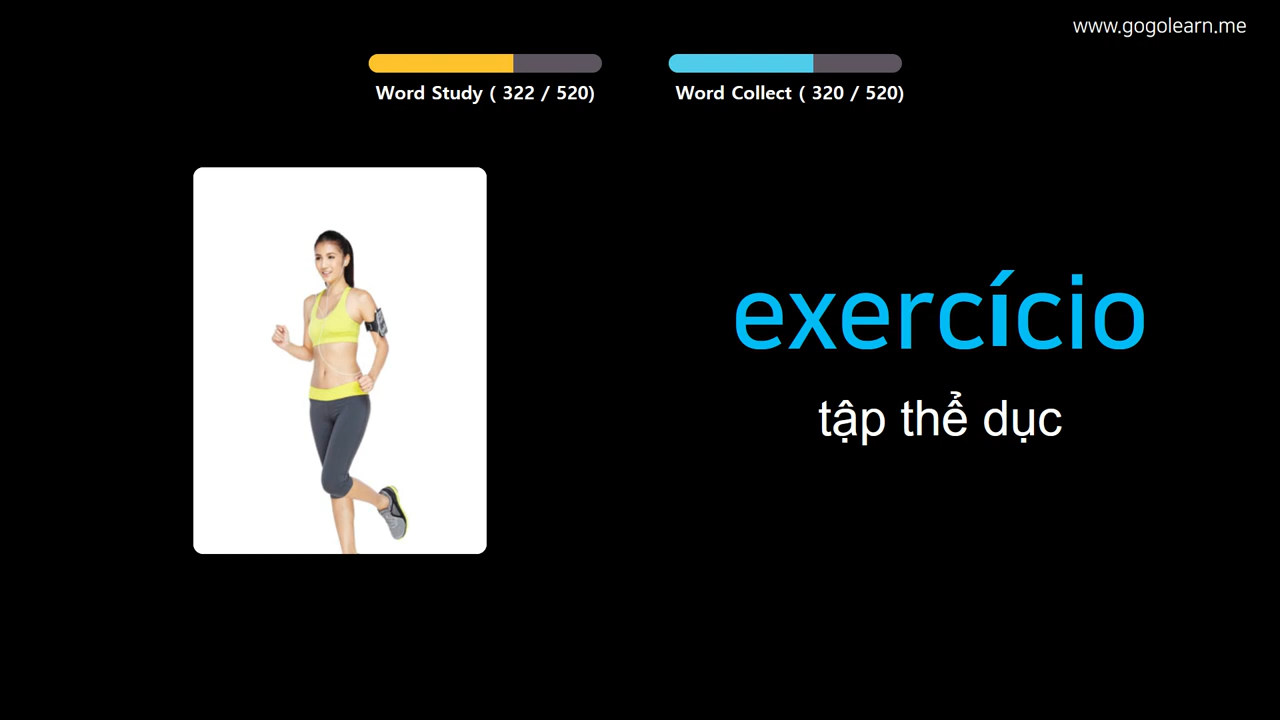 www.gogolearn.me
Word Study ( 322 / 520)
Word Collect ( 320 / 520)
exercício
tập thể dục